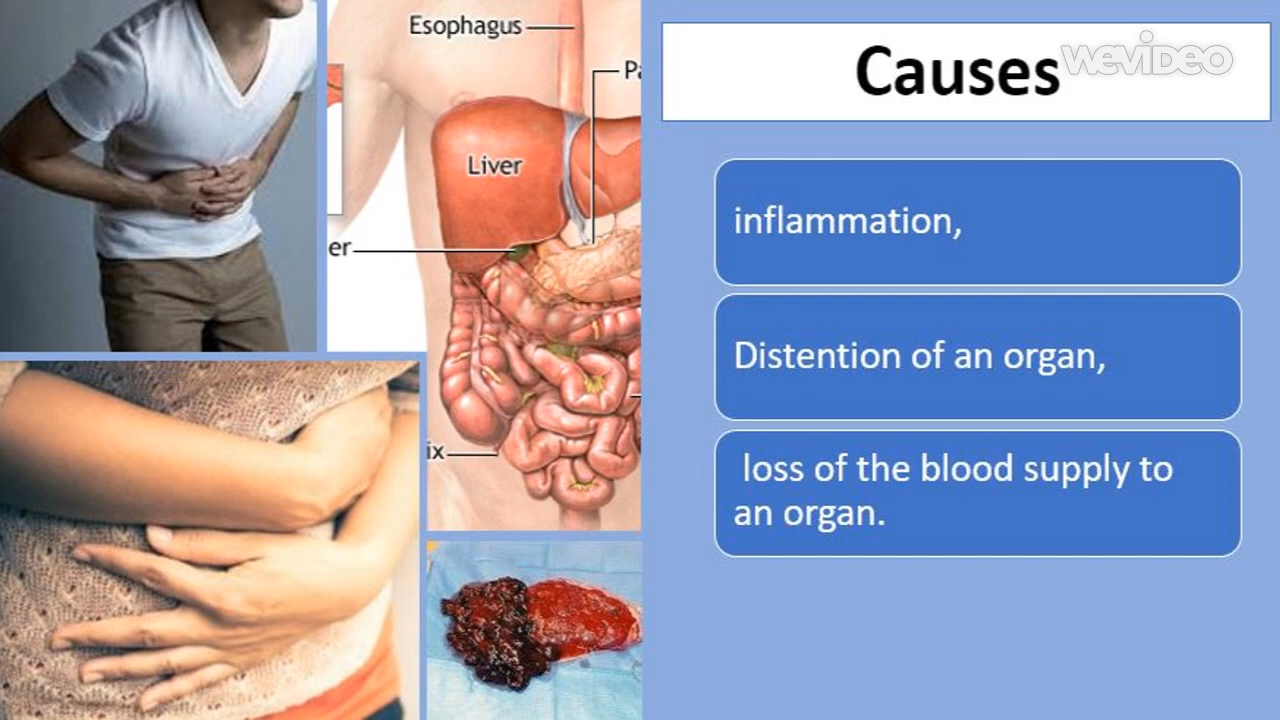 Esophagus
Pa
Liver
er
ix
Causes
wevideo
inflammation,
Distention of an organ,
loss of the blood supply to
an organ.